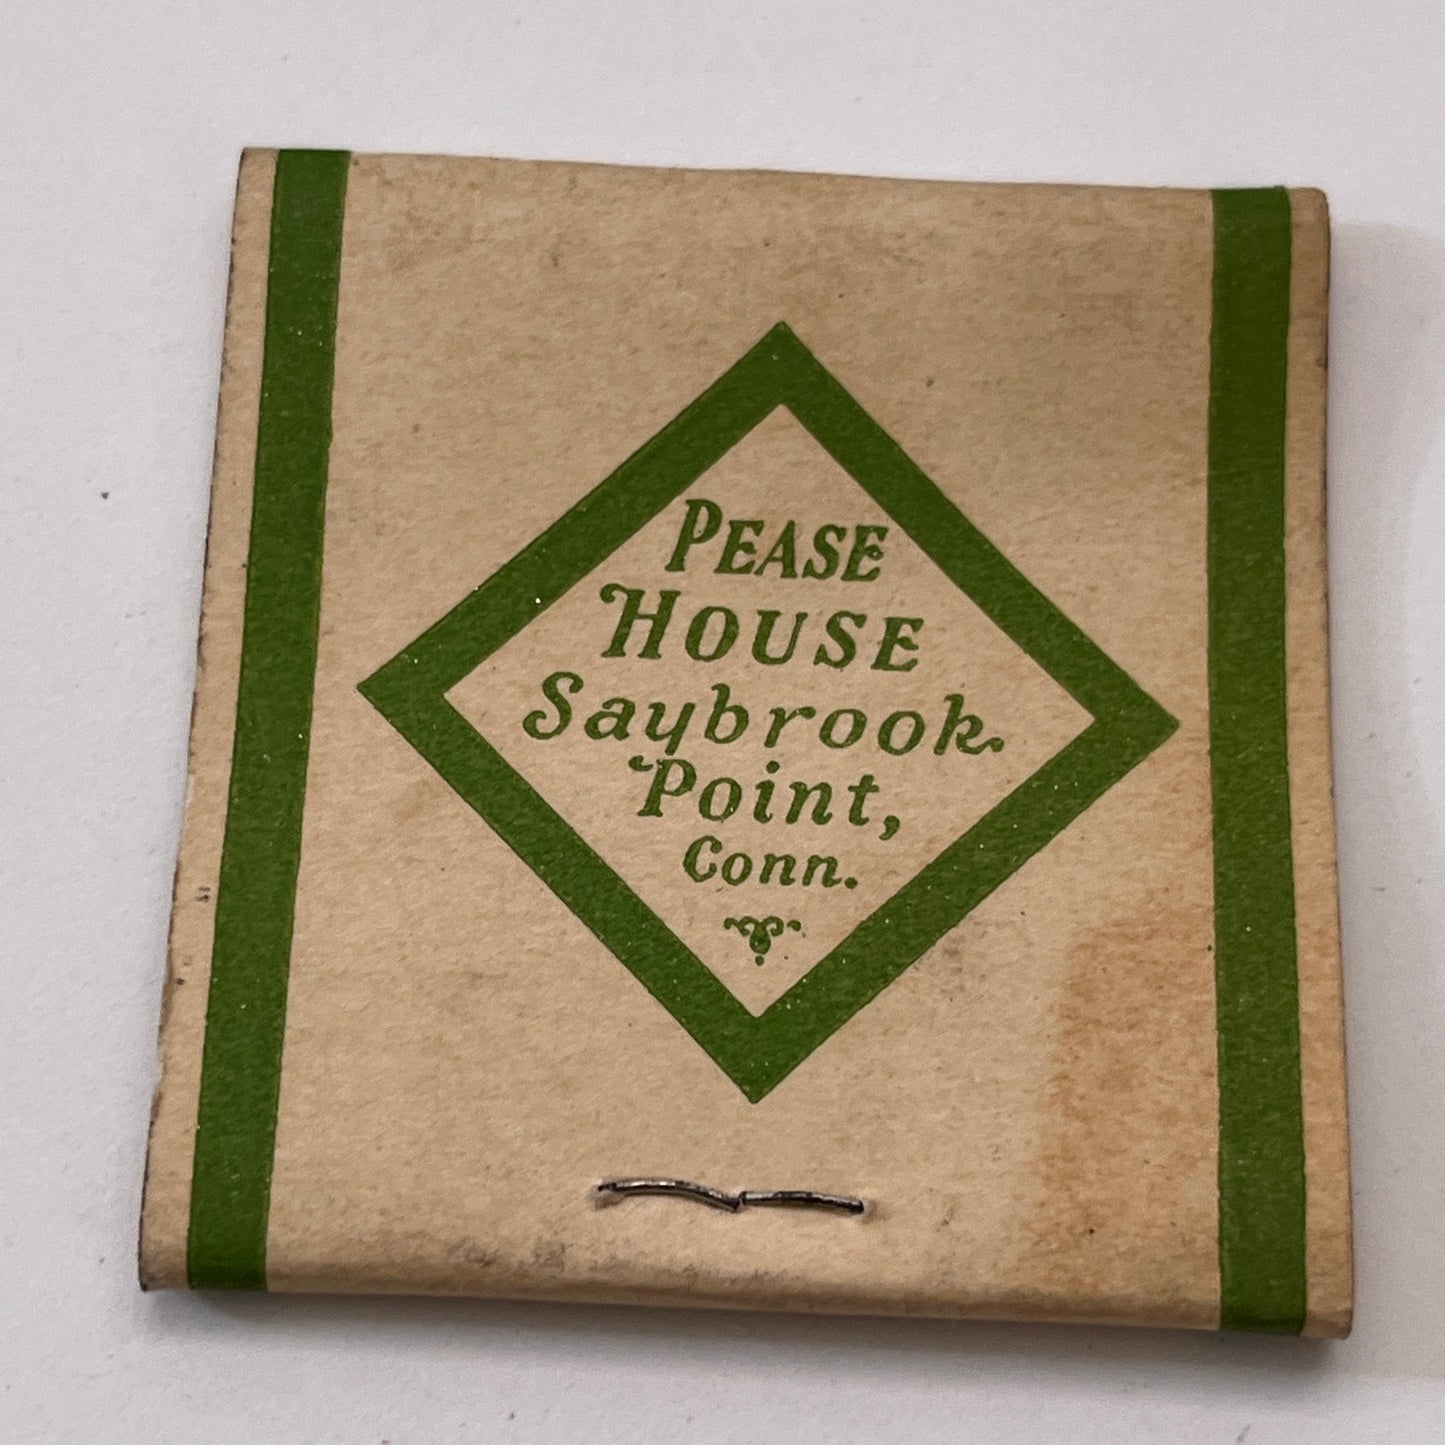 PEASE
HOUSE
Saybrook
Point,
Conn.